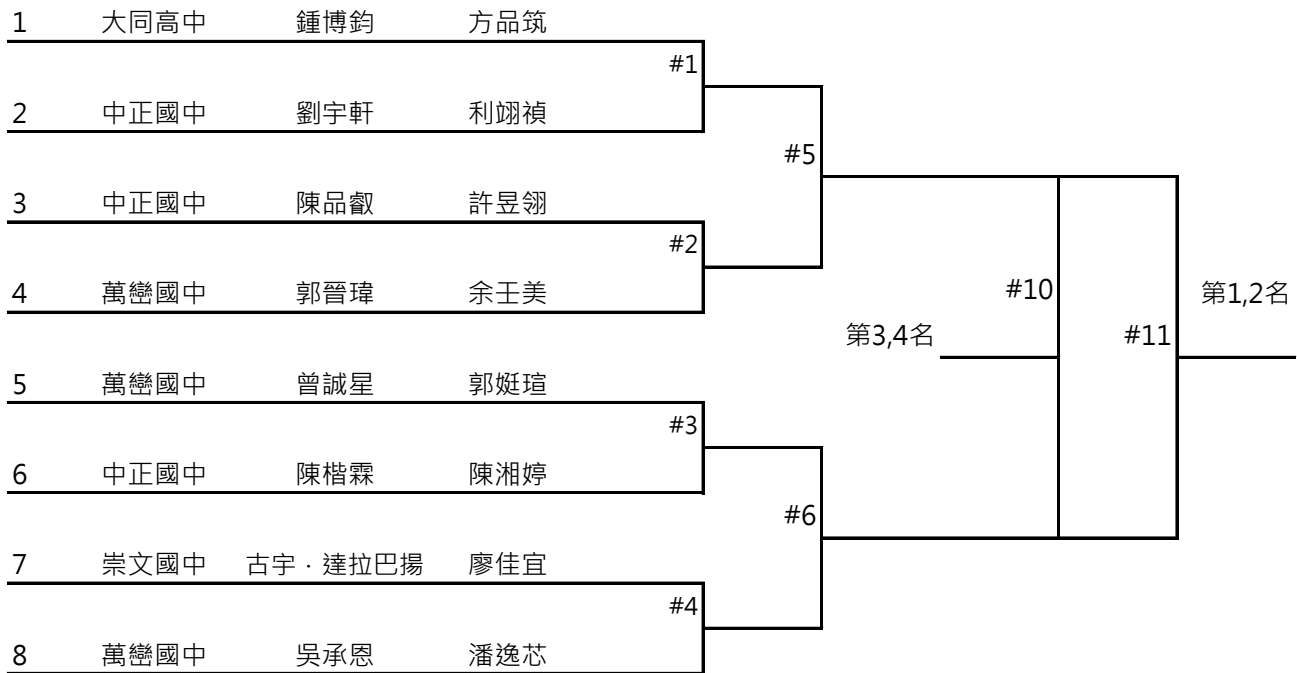 1 大同高中 鍾博鈞 方品筑
#1
2 中正國中 劉宇軒 利翊禎
#5
3 中正國中 陳品叡 許昱翎
#2
4 萬巒國中 郭晉瑋 余王美
#10 第1,2名
第3,4名 #11
5 萬巒國中 曾誠星 郭娗瑄
#3
6 中正國中 陳楷霖 陳湘婷
#6
7 崇文國中 古宇．達拉巴揚 廖佳宜
#4
8 萬巒國中 吳承恩 潘逸芯